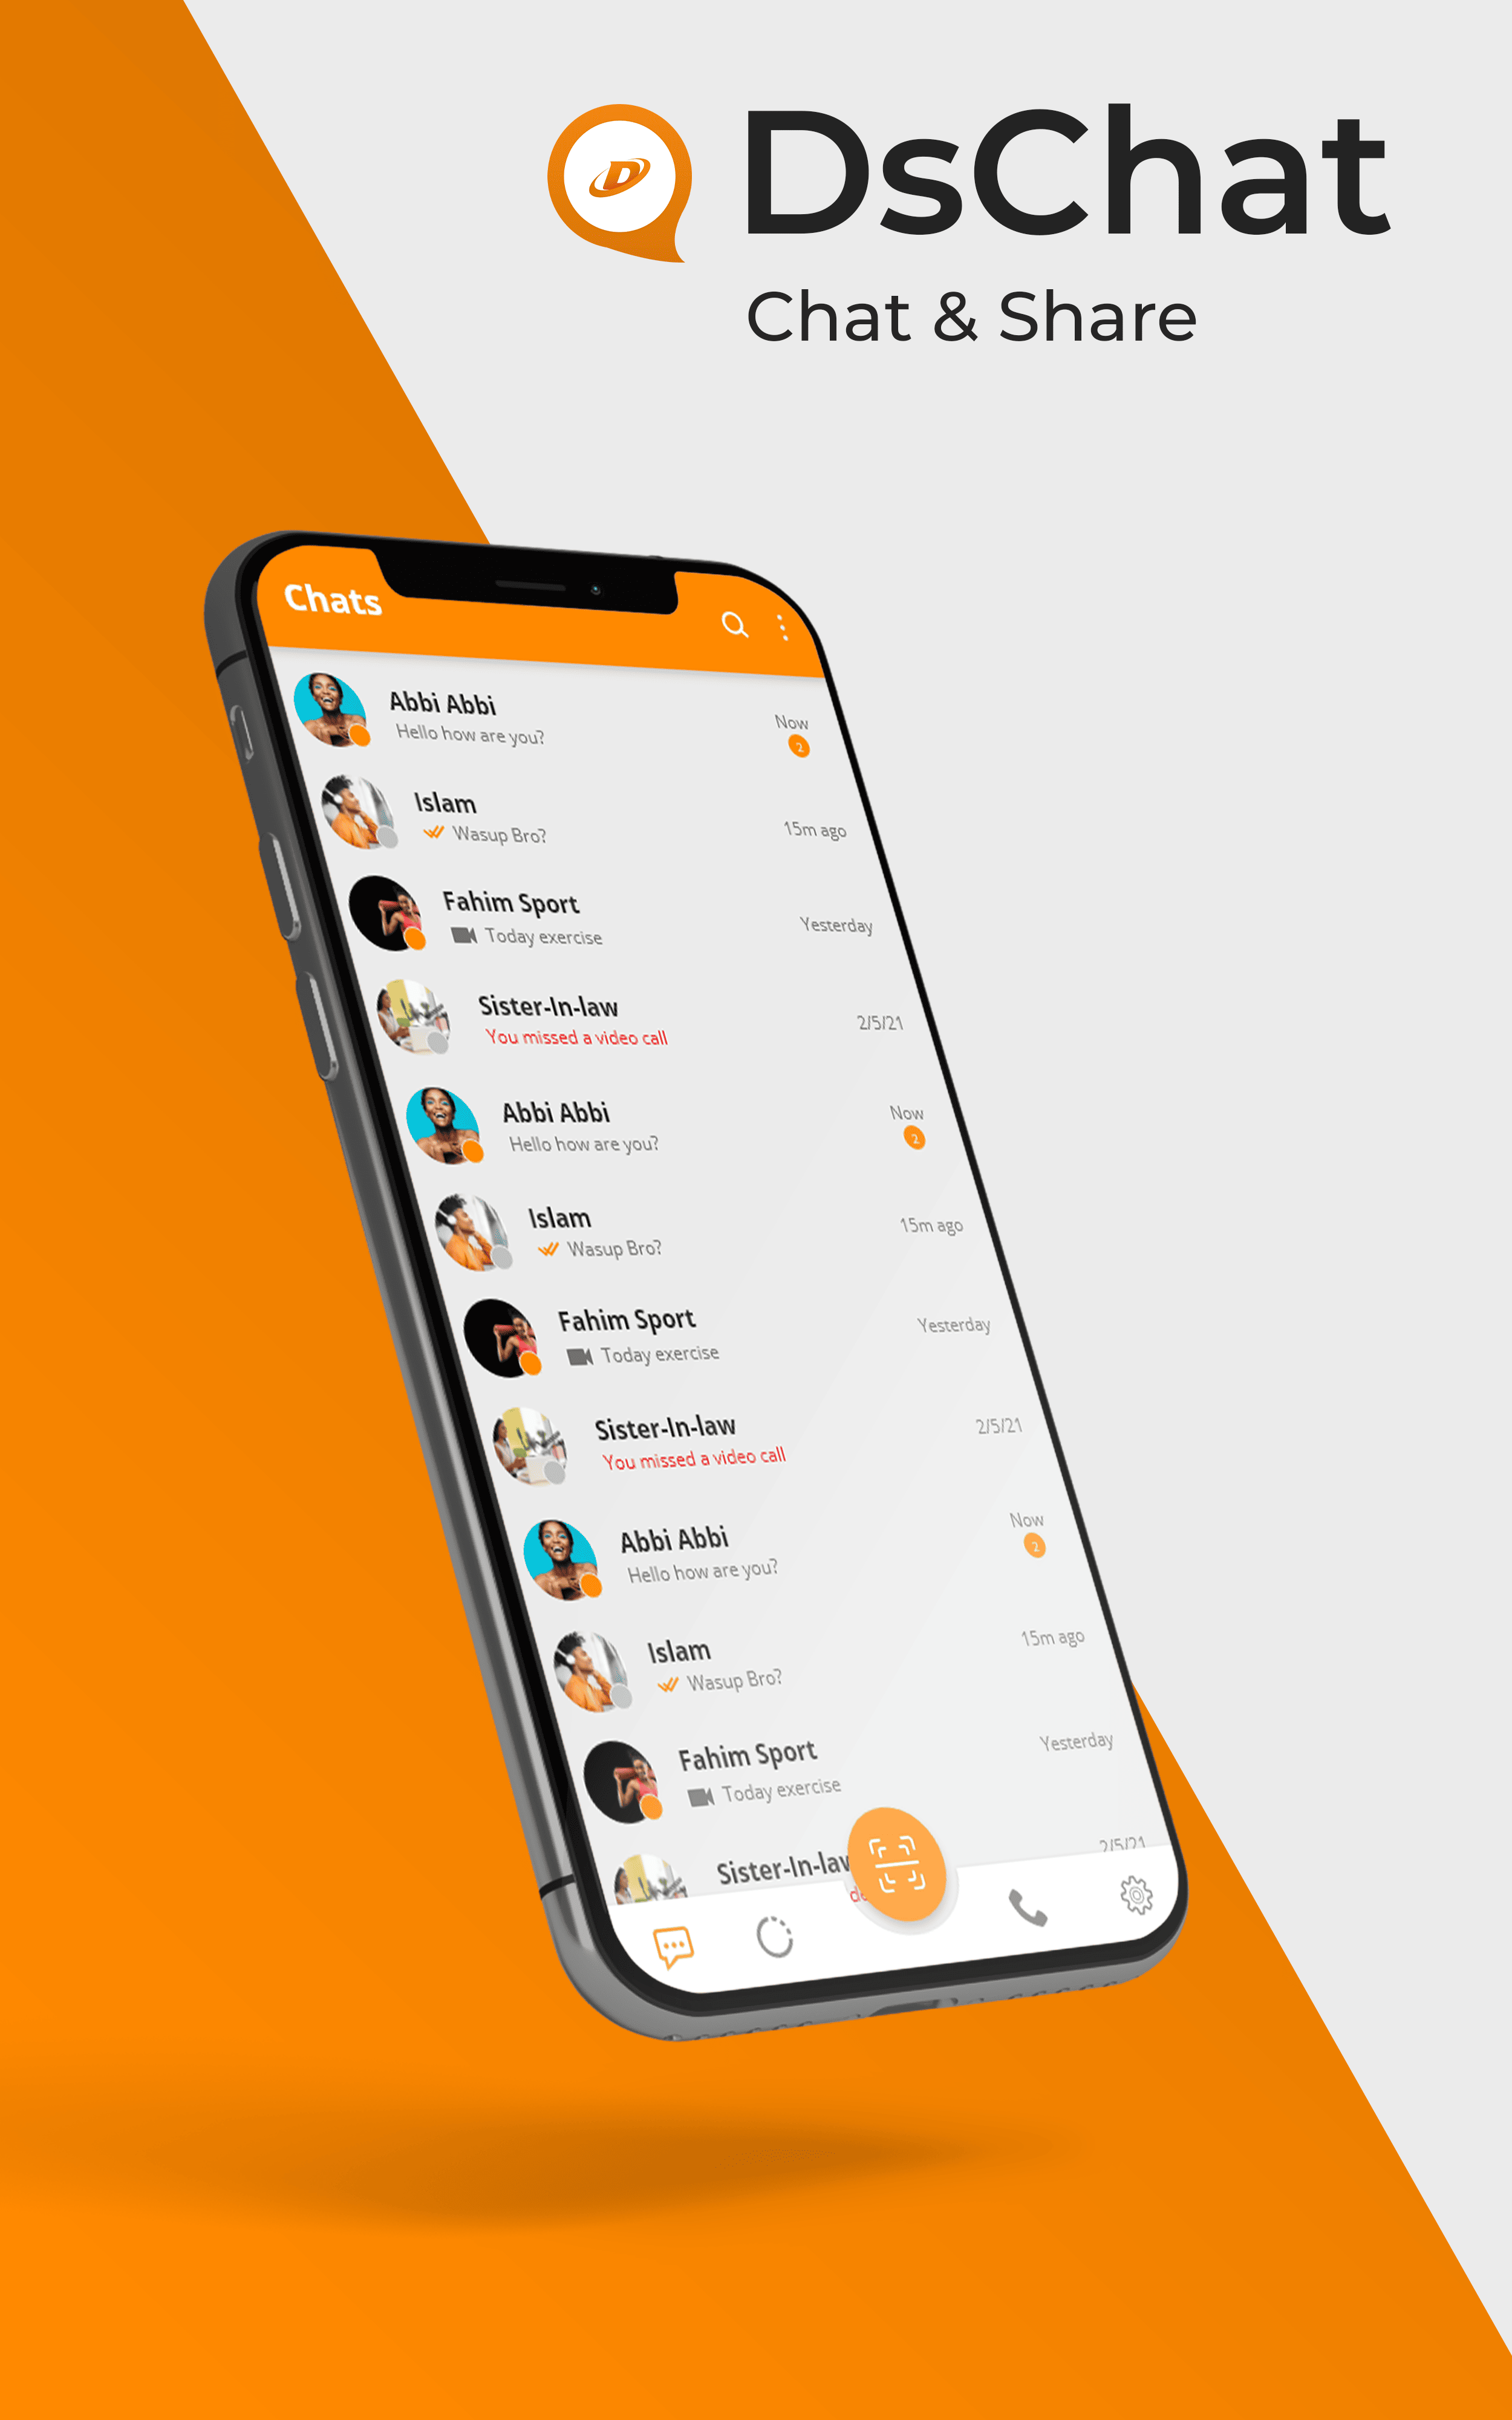 D
DsChat
Chat & Share
Chats
Abbi Abbi
Hello how are you?
Now
2
Islam
Wasup Bro?
15m ago
Fahim Sport
Today exercise
Yesterday
Sister-In-law
You missed a video call
2/5/21
Abbi Abbi
Hello how are you?
Now
2
Islam
Wasup Bro?
15m ago
Fahim Sport
Today exercise
Yesterday
Sister-In-law
You missed a video call
2/5/21
Abbi Abbi
Hello how are you?
Now
2
Islam
Wasup Bro?
15m ago
Fahim Sport
Today exercise
Yesterday
Sister-In-law
2/5/21